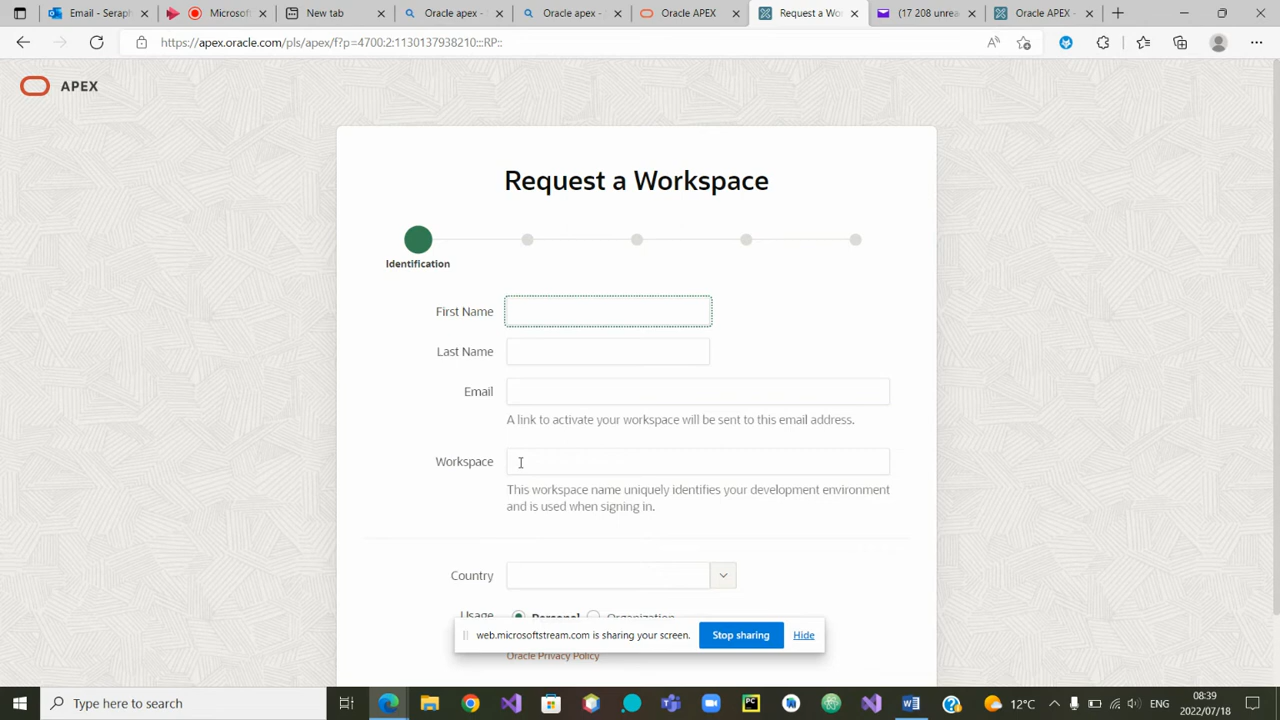 Email - Seraph
Microsof
New tab
Oracle apex -
Oracle apex -
Oracle APEX
Request a Wo
(17 208 unrea
Oracle APEX -
https://apex.oracle.com/pls/apex/f?p=4700:2:1130137938210:::RP::
APEX
Request a Workspace
Identification
First Name
Last Name
Email
A link to activate your workspace will be sent to this email address.
Workspace
This workspace name uniquely identifies your development environment
and is used when signing in.
Country
Usage Personal Organization
web.microsoftstream.com is sharing your screen. Stop sharing Hide
Oracle Privacy Policy
Type here to search
12°C
ENG
08:39
2022/07/18